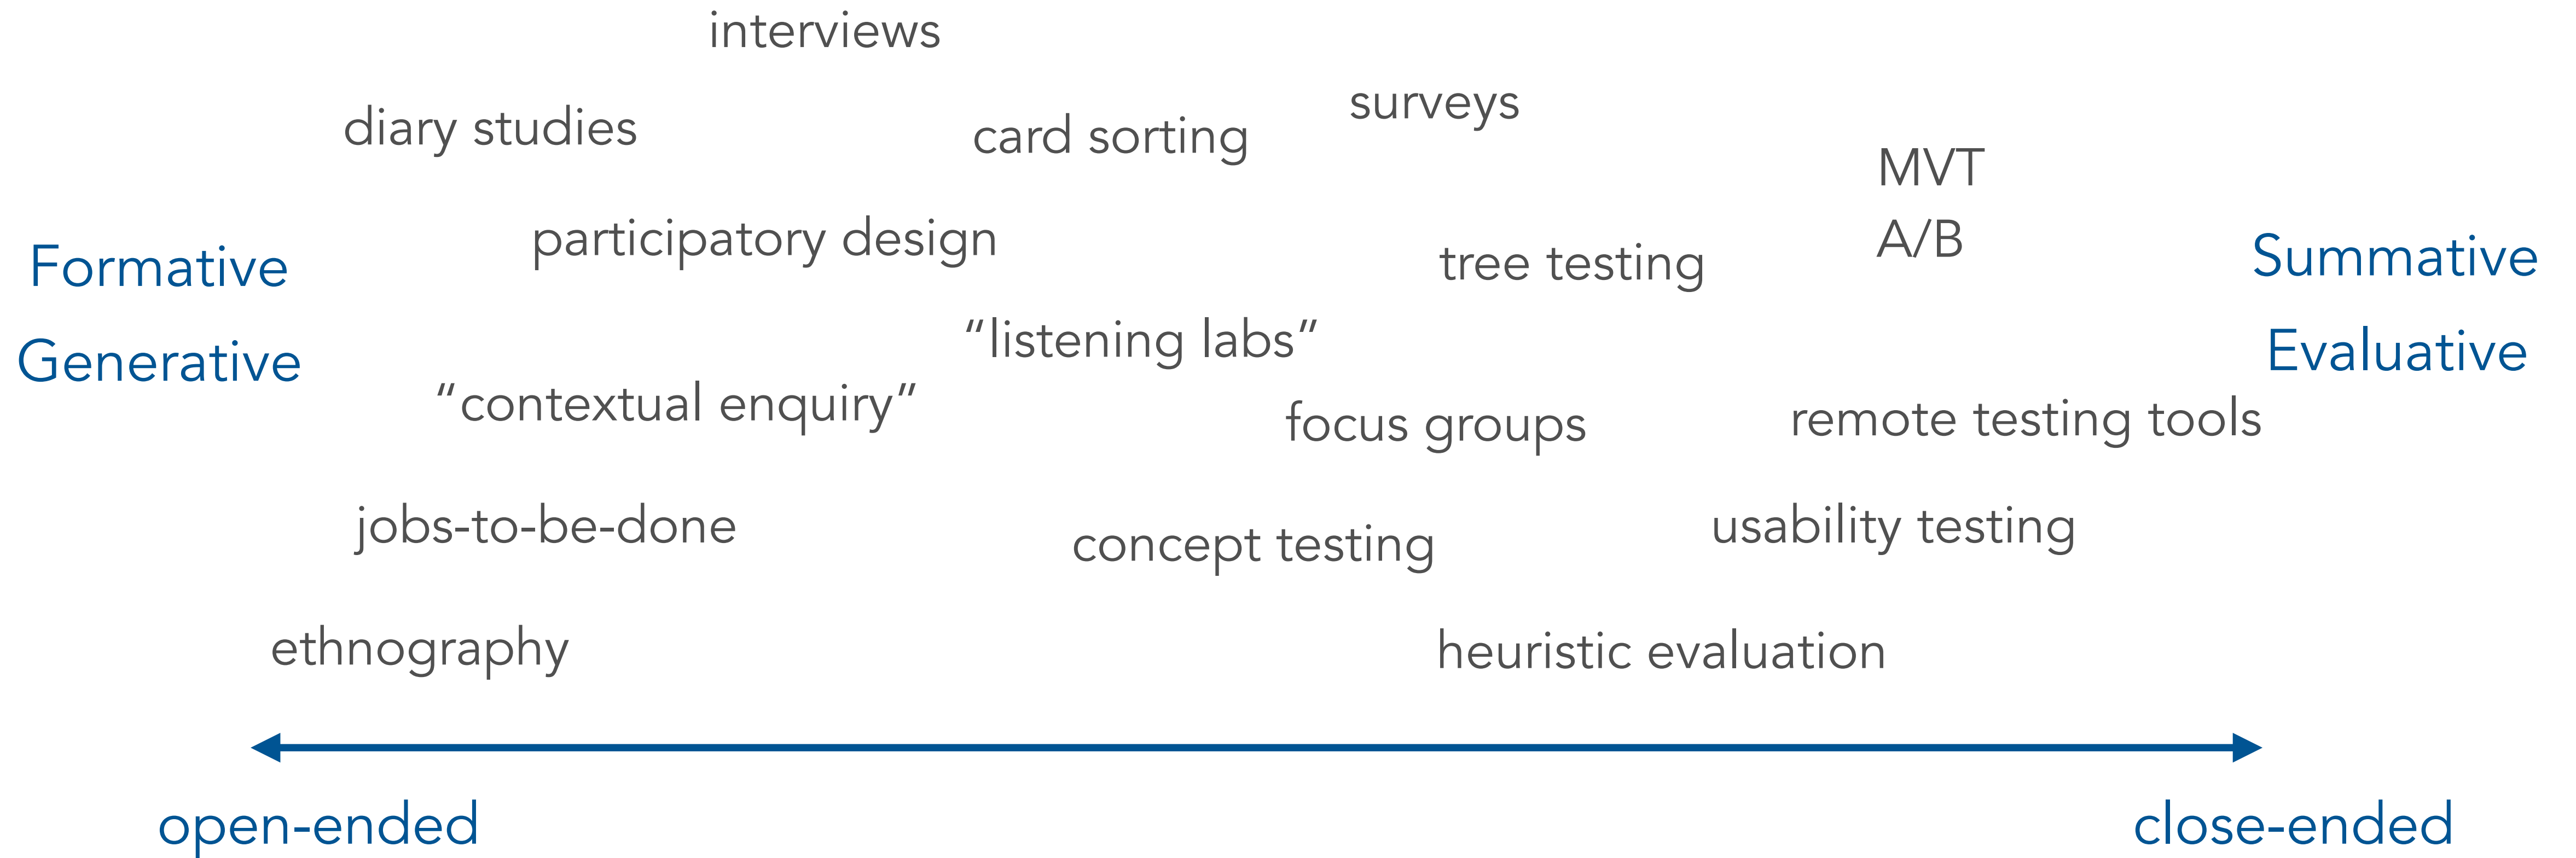 interviews
surveys
diary studies
card sorting
MVT
A/B
participatory design
tree testing
Formative
Summative
Generative
Evaluative
“listening labs”
“contextual enquiry”
focus groups
remote testing tools
jobs-to-be-done
concept testing
usability testing
ethnography
heuristic evaluation
open-ended
close-ended